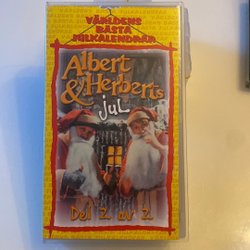 VÄRLDENS
BÄSTA
JULKALENDRAR
Albert
& Herberts
jul
Del 2. av 2.